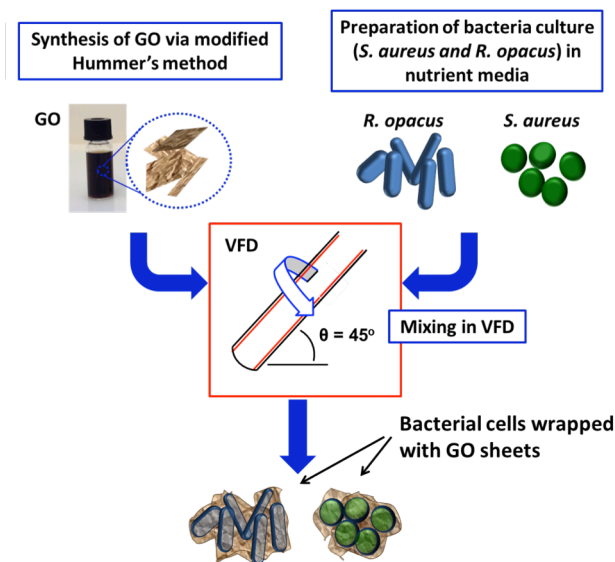 Synthesis of GO via modified
Hummer's method
Preparation of bacteria culture
(S. aureus and R. opacus) in
nutrient media
GO
R. opacus
S. aureus
VFD
θ = 45o
Mixing in VFD
Bacterial cells wrapped
with GO sheets